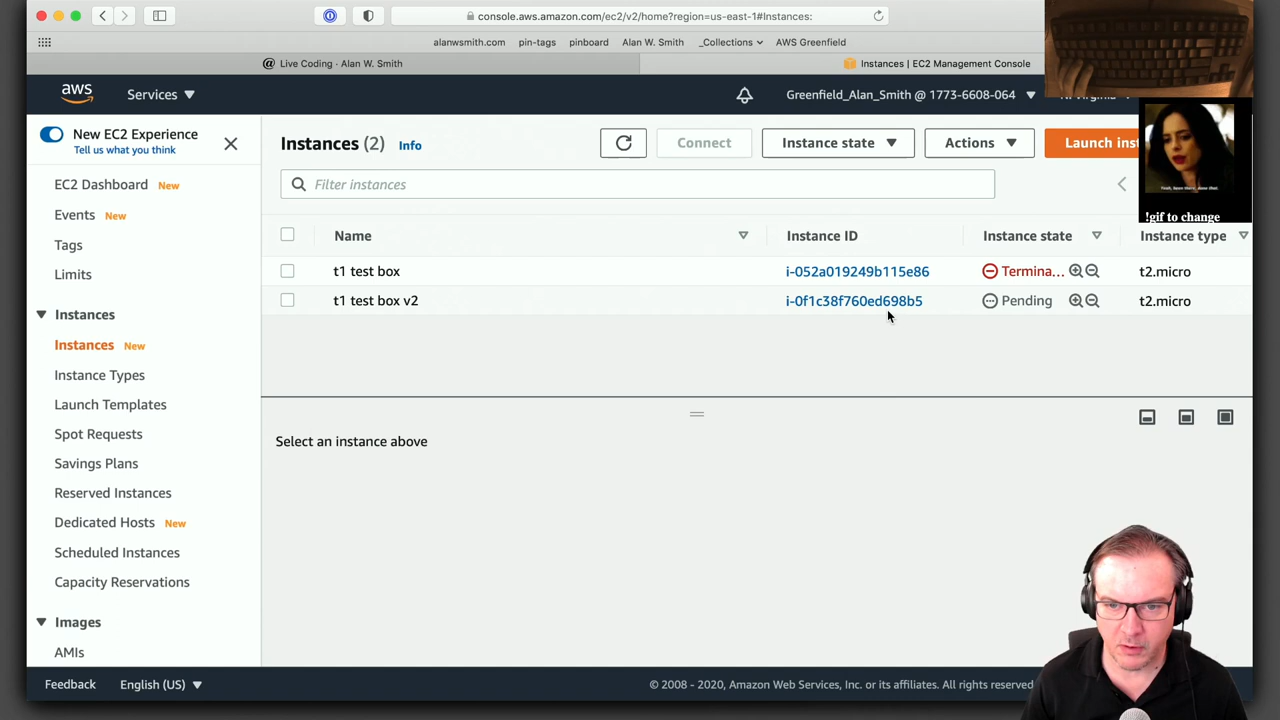 console.aws.amazon.com/ec2/v2/home?region=us-east-1#Instances:
alanwsmith.com pin-tags pinboard Alan W. Smith _Collections AWS Greenfield
@ Live Coding · Alan W. Smith
Instances | EC2 Management Console
aws
Services
Greenfield_Alan_Smith @ 1773-6608-064
New EC2 Experience
Tell us what you think
EC2 Dashboard New
Events New
Tags
Limits
Instances
Instances New
Instance Types
Launch Templates
Spot Requests
Savings Plans
Reserved Instances
Dedicated Hosts New
Scheduled Instances
Capacity Reservations
Images
AMIs
Instances (2) Info
Connect
Instance state
Actions
Launch inst
Filter instances
Name Instance ID Instance state Instance type
t1 test box i-052a019249b115e86 Termina... t2.micro
t1 test box v2 i-0f1c38f760ed698b5 Pending t2.micro
Select an instance above
!gif to change
Feedback English (US)
© 2008 - 2020, Amazon Web Services, Inc. or its affiliates. All rights reserved